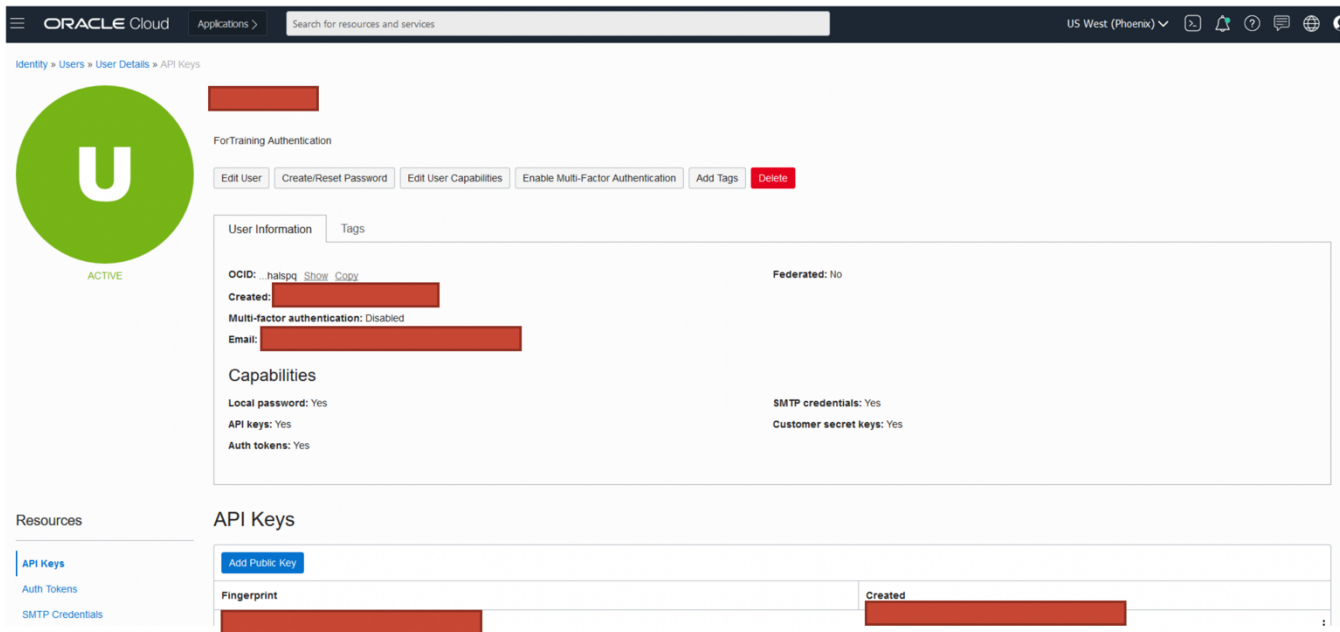 ORACLE Cloud Applications > Search for resources and services US West (Phoenix)
Identity » Users » User Details » API Keys
U
ACTIVE
ForTraining Authentication
Edit User Create/Reset Password Edit User Capabilities Enable Multi-Factor Authentication Add Tags Delete
User Information Tags
OCID: ...halspq Show Copy Federated: No
Created:
Multi-factor authentication: Disabled
Email:
Capabilities
Local password: Yes SMTP credentials: Yes
API keys: Yes Customer secret keys: Yes
Auth tokens: Yes
Resources
API Keys
Auth Tokens
SMTP Credentials
API Keys
Add Public Key
Fingerprint Created